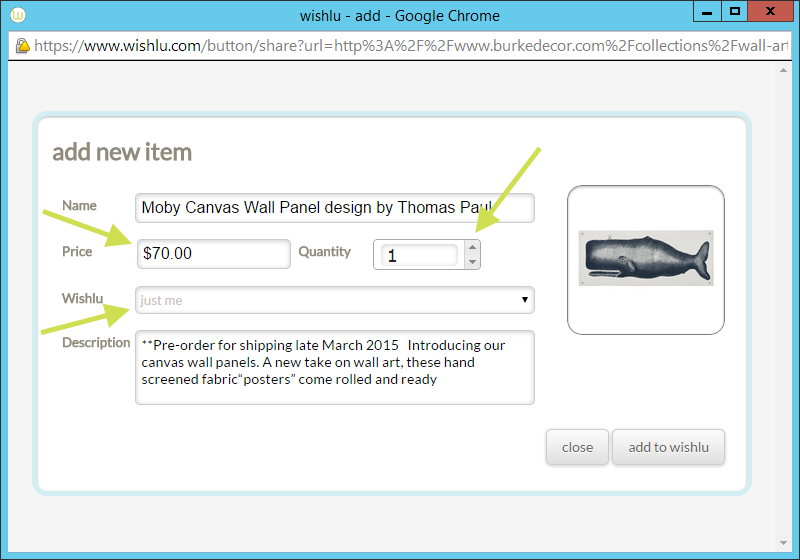 wishlu - add - Google Chrome
https://www.wishlu.com/button/share?url=http%3A%2F%2Fwww.burkedecor.com%2Fcollections%2Fwall-art
add new item
Name Moby Canvas Wall Panel design by Thomas Paul
Price $70.00 Quantity 1
Wishlu just me
Description **Pre-order for shipping late March 2015 Introducing our
canvas wall panels. A new take on wall art, these hand
screened fabric“posters” come rolled and ready
close add to wishlu